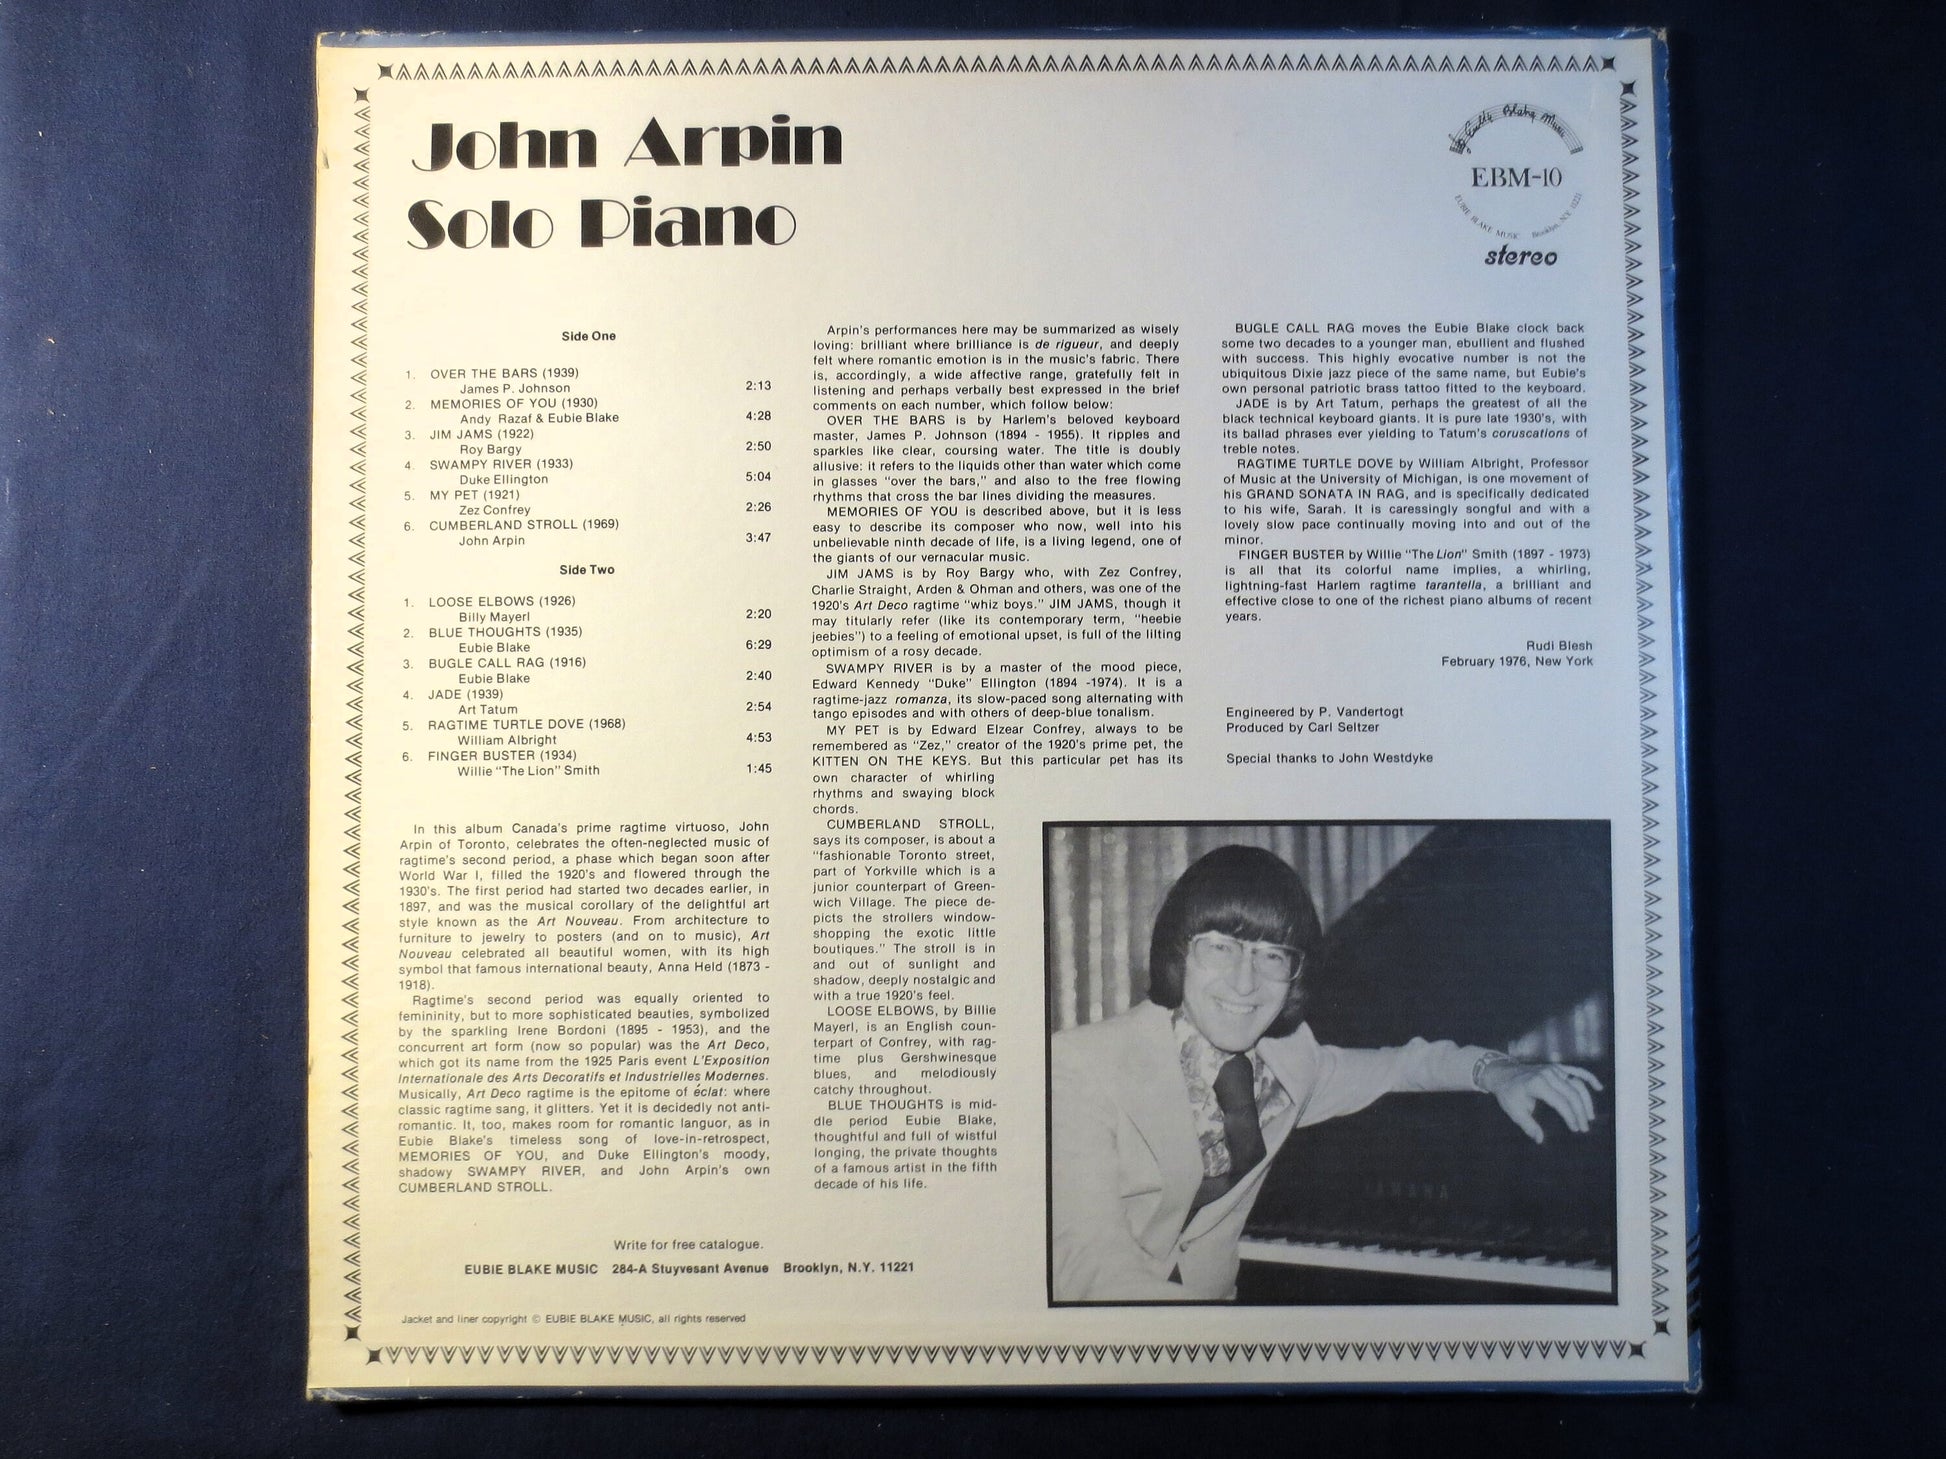 John Arpin
Solo Piano
Eubie Blake Music
EBM-10
EUBIE BLAKE MUSIC Brooklyn, N.Y. 11221
stereo
Side One
1. OVER THE BARS (1939)
James P. Johnson 2:13
2. MEMORIES OF YOU (1930)
Andy Razaf & Eubie Blake 4:28
3. JIM JAMS (1922)
Roy Bargy 2:50
4. SWAMPY RIVER (1933)
Duke Ellington 5:04
5. MY PET (1921)
Zez Confrey 2:26
6. CUMBERLAND STROLL (1969)
John Arpin 3:47
Side Two
1. LOOSE ELBOWS (1926)
Billy Mayerl 2:20
2. BLUE THOUGHTS (1935)
Eubie Blake 6:29
3. BUGLE CALL RAG (1916)
Eubie Blake 2:40
4. JADE (1939)
Art Tatum 2:54
5. RAGTIME TURTLE DOVE (1968)
William Albright 4:53
6. FINGER BUSTER (1934)
Willie "The Lion" Smith 1:45
In this album Canada's prime ragtime virtuoso, John
Arpin of Toronto, celebrates the often-neglected music of
ragtime's second period, a phase which began soon after
World War I, filled the 1920's and flowered through the
1930's. The first period had started two decades earlier, in
1897, and was the musical corollary of the delightful art
style known as the Art Nouveau. From architecture to
furniture to jewelry to posters (and on to music), Art
Nouveau celebrated all beautiful women, with its high
symbol that famous international beauty, Anna Held (1873 -
1918).
Ragtime's second period was equally oriented to
femininity, but to more sophisticated beauties, symbolized
by the sparkling Irene Bordoni (1895 - 1953), and the
concurrent art form (now so popular) was the Art Deco,
which got its name from the 1925 Paris event L'Exposition
Internationale des Arts Decoratifs et Industrielles Modernes.
Musically, Art Deco ragtime is the epitome of éclat: where
classic ragtime sang, it glitters. Yet it is decidedly not anti-
romantic. It, too, makes room for romantic languor, as in
Eubie Blake's timeless song of love-in-retrospect,
MEMORIES OF YOU, and Duke Ellington's moody,
shadowy SWAMPY RIVER, and John Arpin's own
CUMBERLAND STROLL.
Arpin's performances here may be summarized as wisely
loving: brilliant where brilliance is de rigueur, and deeply
felt where romantic emotion is in the music's fabric. There
is, accordingly, a wide affective range, gratefully felt in
listening and perhaps verbally best expressed in the brief
comments on each number, which follow below:
OVER THE BARS is by Harlem's beloved keyboard
master, James P. Johnson (1894 - 1955). It ripples and
sparkles like clear, coursing water. The title is doubly
allusive: it refers to the liquids other than water which come
in glasses "over the bars," and also to the free flowing
rhythms that cross the bar lines dividing the measures.
MEMORIES OF YOU is described above, but it is less
easy to describe its composer who now, well into his
unbelievable ninth decade of life, is a living legend, one of
the giants of our vernacular music.
JIM JAMS is by Roy Bargy who, with Zez Confrey,
Charlie Straight, Arden & Ohman and others, was one of the
1920's Art Deco ragtime "whiz boys." JIM JAMS, though it
may titularly refer (like its contemporary term, "heebie
jeebies") to a feeling of emotional upset, is full of the lilting
optimism of a rosy decade.
SWAMPY RIVER is by a master of the mood piece,
Edward Kennedy "Duke" Ellington (1894 -1974). It is a
ragtime-jazz romanza, its slow-paced song alternating with
tango episodes and with others of deep-blue tonalism.
MY PET is by Edward Elzear Confrey, always to be
remembered as "Zez," creator of the 1920's prime pet, the
KITTEN ON THE KEYS. But this particular pet has its
own character of whirling
rhythms and swaying block
chords.
CUMBERLAND STROLL,
says its composer, is about a
"fashionable Toronto street,
part of Yorkville which is a
junior counterpart of Green-
wich Village. The piece de-
picts the strollers window-
shopping the exotic little
boutiques." The stroll is in
and out of sunlight and
shadow, deeply nostalgic and
with a true 1920's feel.
LOOSE ELBOWS, by Billie
Mayerl, is an English coun-
terpart of Confrey, with rag-
time plus Gershwinesque
blues, and melodiously
catchy throughout.
BLUE THOUGHTS is mid-
dle period Eubie Blake,
thoughtful and full of wistful
longing, the private thoughts
of a famous artist in the fifth
decade of his life.
BUGLE CALL RAG moves the Eubie Blake clock back
some two decades to a younger man, ebullient and flushed
with success. This highly evocative number is not the
ubiquitous Dixie jazz piece of the same name, but Eubie's
own personal patriotic brass tattoo fitted to the keyboard.
JADE is by Art Tatum, perhaps the greatest of all the
black technical keyboard giants. It is pure late 1930's, with
its ballad phrases ever yielding to Tatum's coruscations of
treble notes.
RAGTIME TURTLE DOVE by William Albright, Professor
of Music at the University of Michigan, is one movement of
his GRAND SONATA IN RAG, and is specifically dedicated
to his wife, Sarah. It is caressingly songful and with a
lovely slow pace continually moving into and out of the
minor.
FINGER BUSTER by Willie "The Lion" Smith (1897 - 1973)
is all that its colorful name implies, a whirling,
lightning-fast Harlem ragtime tarantella, a brilliant and
effective close to one of the richest piano albums of recent
years.
Rudi Blesh
February 1976, New York
Engineered by P. Vandertogt
Produced by Carl Seltzer
Special thanks to John Westdyke
YAMAHA
Write for free catalogue.
EUBIE BLAKE MUSIC 284-A Stuyvesant Avenue Brooklyn, N.Y. 11221
Jacket and liner copyright © EUBIE BLAKE MUSIC, all rights reserved